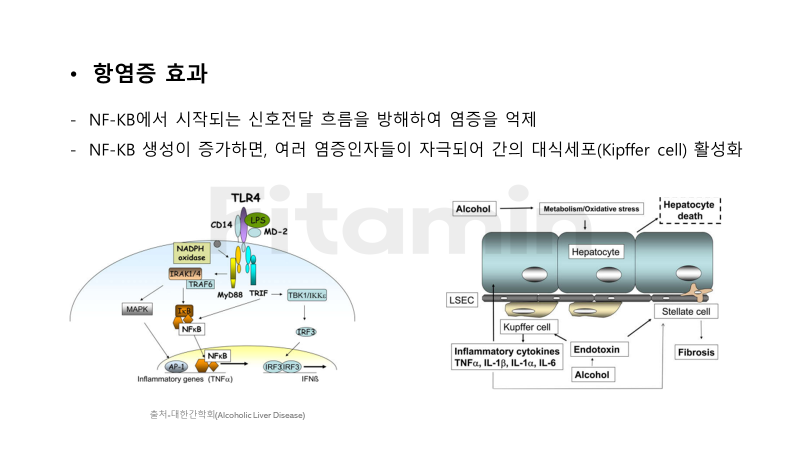 • 항염증 효과
- NF-KB에서 시작되는 신호전달 흐름을 방해하여 염증을 억제
- NF-KB 생성이 증가하면, 여러 염증인자들이 자극되어 간의 대식세포(Kipffer cell) 활성화
Fitamin
TLR4
CD14
LPS
MD-2
NADPH
oxidase
IRAK1/4
TRAF6
MyD88
TRIF
TBK1/IKKε
MAPK
IκB
NFκB
IRF3
NFκB
AP-1
IRF3 IRF3
Inflammatory genes (TNFα)
IFNß
출처-대한간학회(Alcoholic Liver Disease)
Alcohol
Metabolism/Oxidative stress
Hepatocyte
death
Hepatocyte
LSEC
Stellate cell
Kupffer cell
Inflammatory cytokines
TNFα, IL-1β, IL-1α, IL-6
Endotoxin
Fibrosis
Alcohol